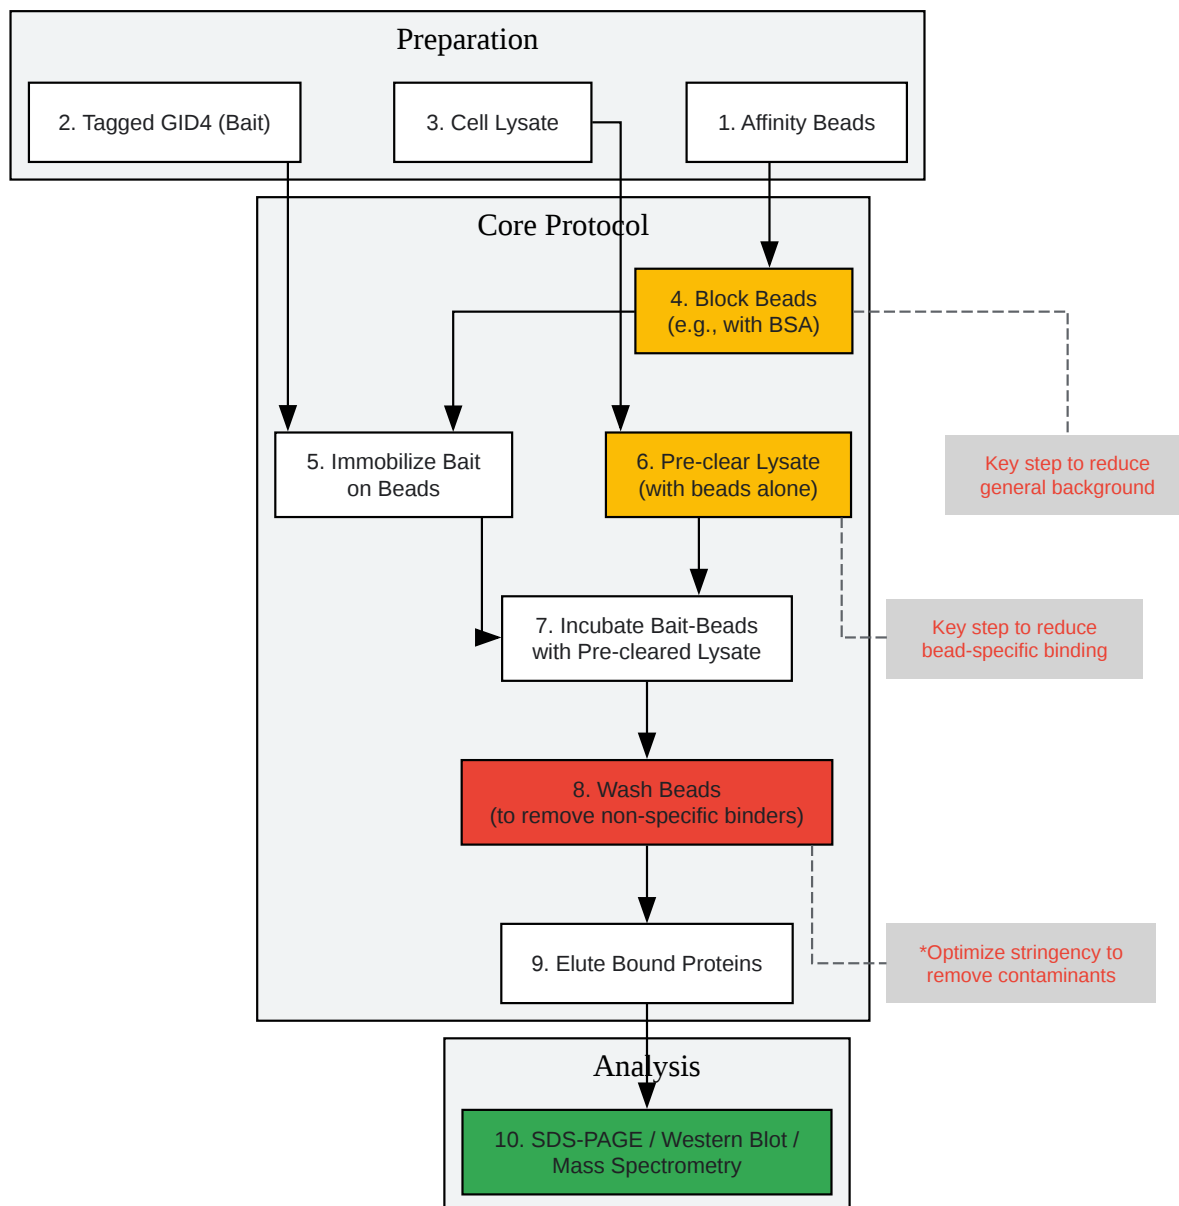 Preparation
2. Tagged GID4 (Bait)
3. Cell Lysate
1. Affinity Beads
Core Protocol
4. Block Beads
(e.g., with BSA)
5. Immobilize Bait
on Beads
6. Pre-clear Lysate
(with beads alone)
Key step to reduce
general background
7. Incubate Bait-Beads
with Pre-cleared Lysate
Key step to reduce
bead-specific binding
8. Wash Beads
(to remove non-specific binders)
9. Elute Bound Proteins
*Optimize stringency to
remove contaminants
Analysis
10. SDS-PAGE / Western Blot /
Mass Spectrometry